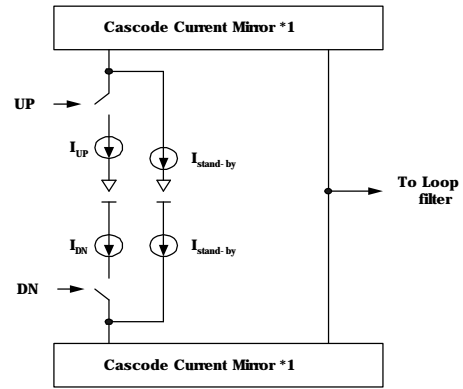 Cascode Current Mirror *1
UP
I_UP
I_stand-by
To Loop
filter
I_DN
I_stand-by
DN
Cascode Current Mirror *1